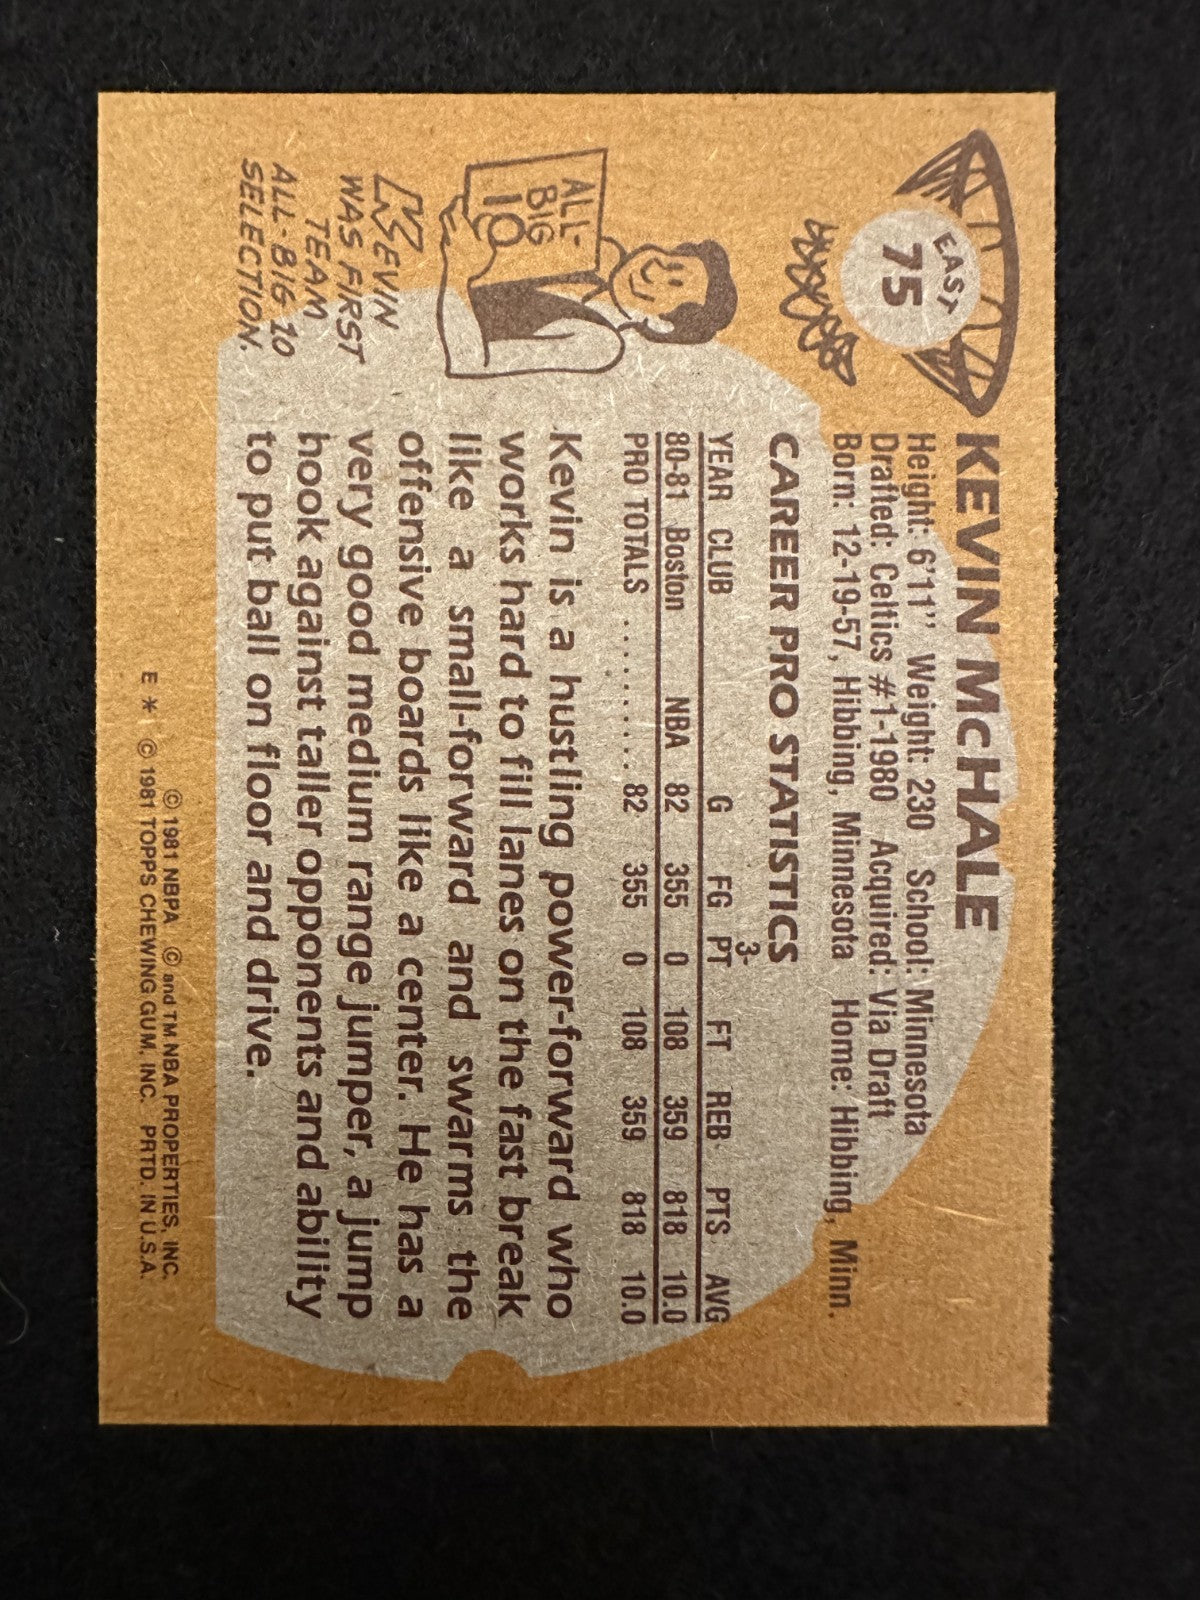 EAST
75
KEVIN McHALE
Height: 6'11" Weight: 230 School: Minnesota
Drafted: Celtics #1-1980 Acquired: Via Draft
Born: 12-19-57, Hibbing, Minnesota Home: Hibbing, Minn.
CAREER PRO STATISTICS
YEAR CLUB G FG 3-PT FT REB PTS AVG
80-81 Boston NBA 82 355 0 108 359 818 10.0
PRO TOTALS .......... 82 355 0 108 359 818 10.0
Kevin is a hustling power-forward who
works hard to fill lanes on the fast break
like a small-forward and swarms the
offensive boards like a center. He has a
very good medium range jumper, a jump
hook against taller opponents and ability
to put ball on floor and drive.
ALL-
BIG
10
KEVIN
WAS FIRST
TEAM
ALL-BIG 10
SELECTION.
© 1981 NBPA © and TM NBA PROPERTIES, INC.
E * © 1981 TOPPS CHEWING GUM, INC. PRTD. IN U.S.A.